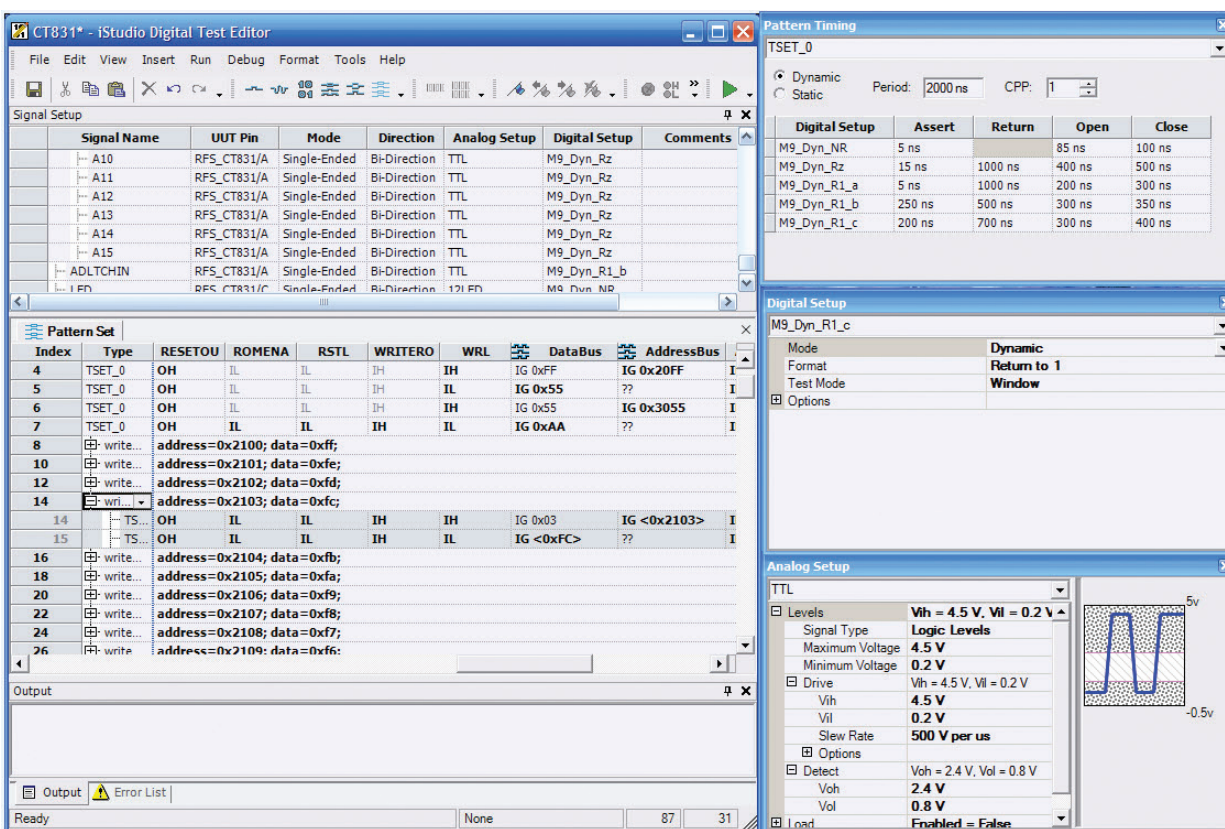 CT831* - iStudio Digital Test Editor
File Edit View Insert Run Debug Format Tools Help
Signal Setup
Signal Name UUT Pin Mode Direction Analog Setup Digital Setup Comments
A10 RFS_CT831/A Single-Ended Bi-Direction TTL M9_Dyn_Rz
A11 RFS_CT831/A Single-Ended Bi-Direction TTL M9_Dyn_Rz
A12 RFS_CT831/A Single-Ended Bi-Direction TTL M9_Dyn_Rz
A13 RFS_CT831/A Single-Ended Bi-Direction TTL M9_Dyn_Rz
A14 RFS_CT831/A Single-Ended Bi-Direction TTL M9_Dyn_Rz
A15 RFS_CT831/A Single-Ended Bi-Direction TTL M9_Dyn_Rz
ADLTCHIN RFS_CT831/A Single-Ended Bi-Direction TTL M9_Dyn_R1_b
LED RFS_CT831/C Single-Ended Bi-Direction 12LED M9_Dyn_NR
Pattern Set
Index Type RESETOU ROMENA RSTL WRITERO WRL DataBus AddressBus
4 TSET_0 OH IL IL IH IH IG 0xFF IG 0x20FF
5 TSET_0 OH IL IL IH IL IG 0x55 ??
6 TSET_0 OH IL IL IH IH IG 0x55 IG 0x3055
7 TSET_0 OH IL IL IH IL IG 0xAA ??
8 write... address=0x2100; data=0xff;
10 write... address=0x2101; data=0xfe;
12 write... address=0x2102; data=0xfd;
14 wri... address=0x2103; data=0xfc;
14 TS... OH IL IL IH IH IG 0x03 IG <0x2103>
15 TS... OH IL IL IH IL IG <0xFC> ??
16 write... address=0x2104; data=0xfb;
18 write... address=0x2105; data=0xfa;
20 write... address=0x2106; data=0xf9;
22 write... address=0x2107; data=0xf8;
24 write... address=0x2108; data=0xf7;
26 write address=0x2109; data=0xf6;
Output
Output Error List
Ready None 87 31
Pattern Timing
TSET_0
Dynamic
Static
Period: 2000 ns CPP: 1
Digital Setup Assert Return Open Close
M9_Dyn_NR 5 ns 85 ns 100 ns
M9_Dyn_Rz 15 ns 1000 ns 400 ns 500 ns
M9_Dyn_R1_a 5 ns 1000 ns 200 ns 300 ns
M9_Dyn_R1_b 250 ns 500 ns 300 ns 350 ns
M9_Dyn_R1_c 200 ns 700 ns 300 ns 400 ns
Digital Setup
M9_Dyn_R1_c
Mode Dynamic
Format Return to 1
Test Mode Window
Options
Analog Setup
TTL
Levels Vih = 4.5 V, Vil = 0.2 V
Signal Type Logic Levels
Maximum Voltage 4.5 V
Minimum Voltage 0.2 V
Drive Vih = 4.5 V, Vil = 0.2 V
Vih 4.5 V
Vil 0.2 V
Slew Rate 500 V per us
Options
Detect Voh = 2.4 V, Vol = 0.8 V
Voh 2.4 V
Vol 0.8 V
Load Enabled = False
5v
-0.5v